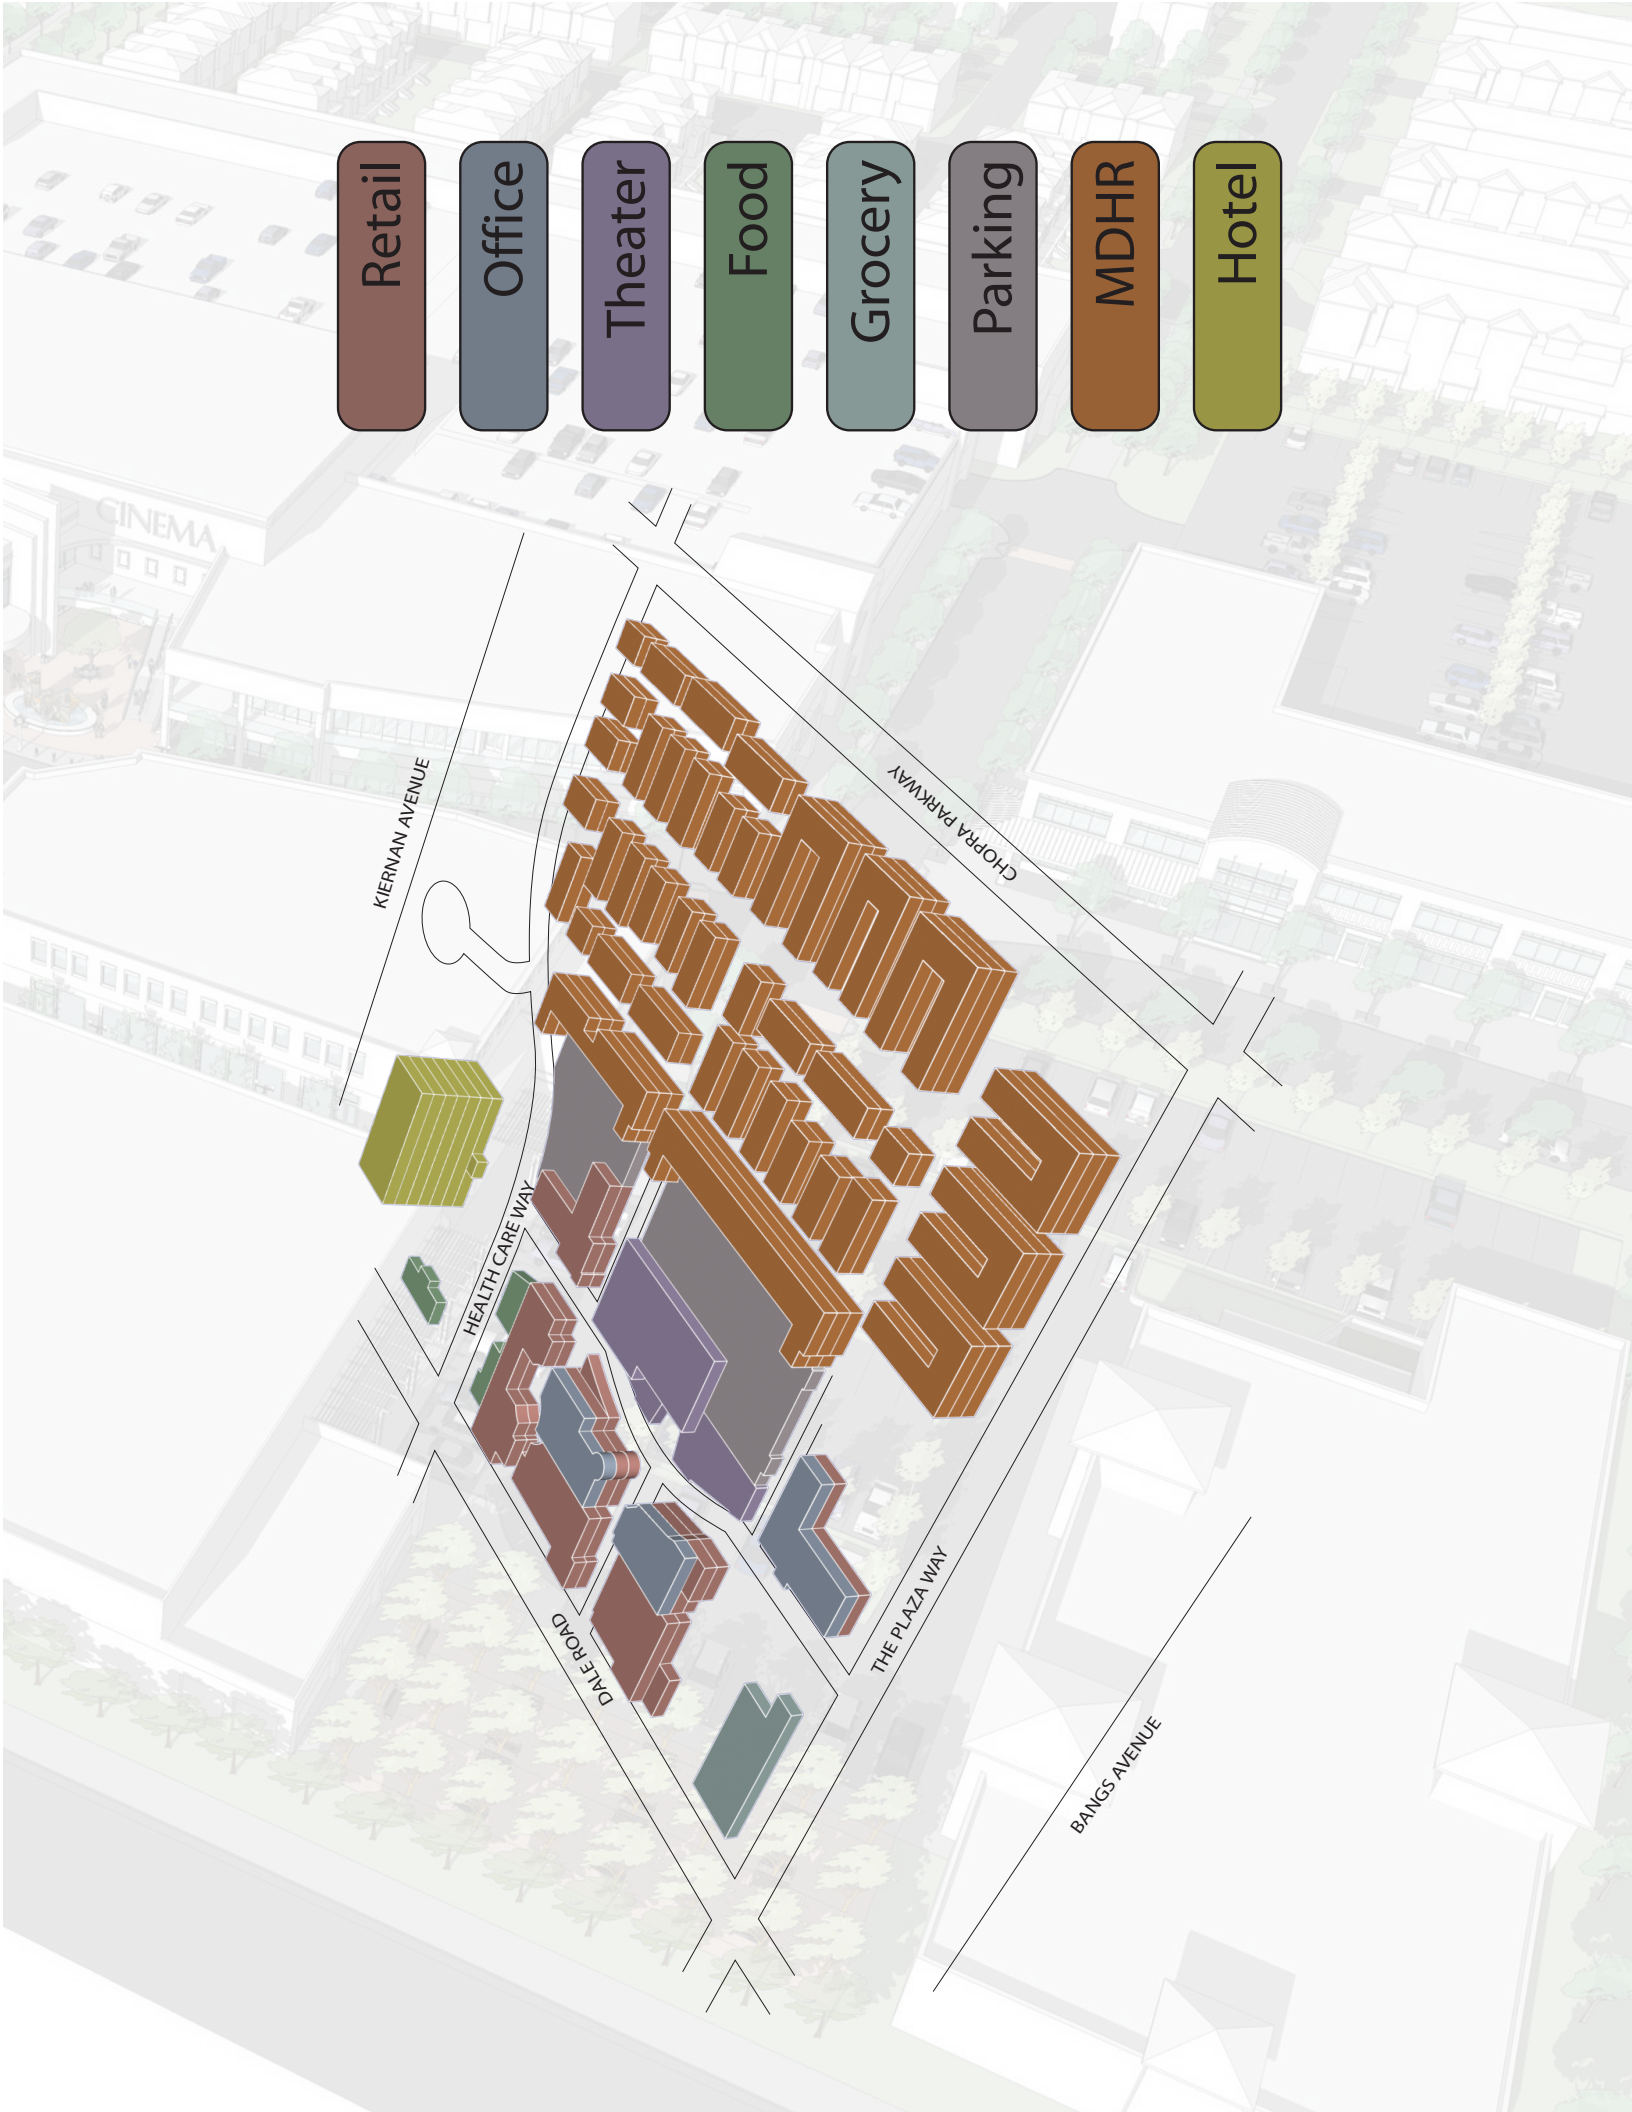 Retail
Office
Theater
Food
Grocery
Parking
MDHR
Hotel
CINEMA
KIERNAN AVENUE
CHOPRA PARKWAY
HEALTH CARE WAY
DALE ROAD
THE PLAZA WAY
BANGS AVENUE